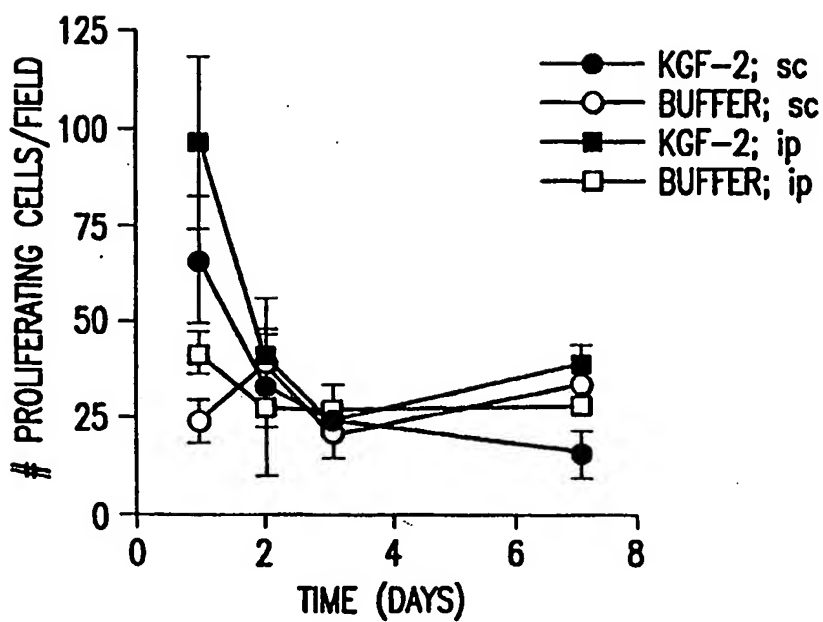 125
100
75
50
25
0
# PROLIFERATING CELLS/FIELD
KGF-2; sc
BUFFER; sc
KGF-2; ip
BUFFER; ip
0 2 4 6 8
TIME (DAYS)